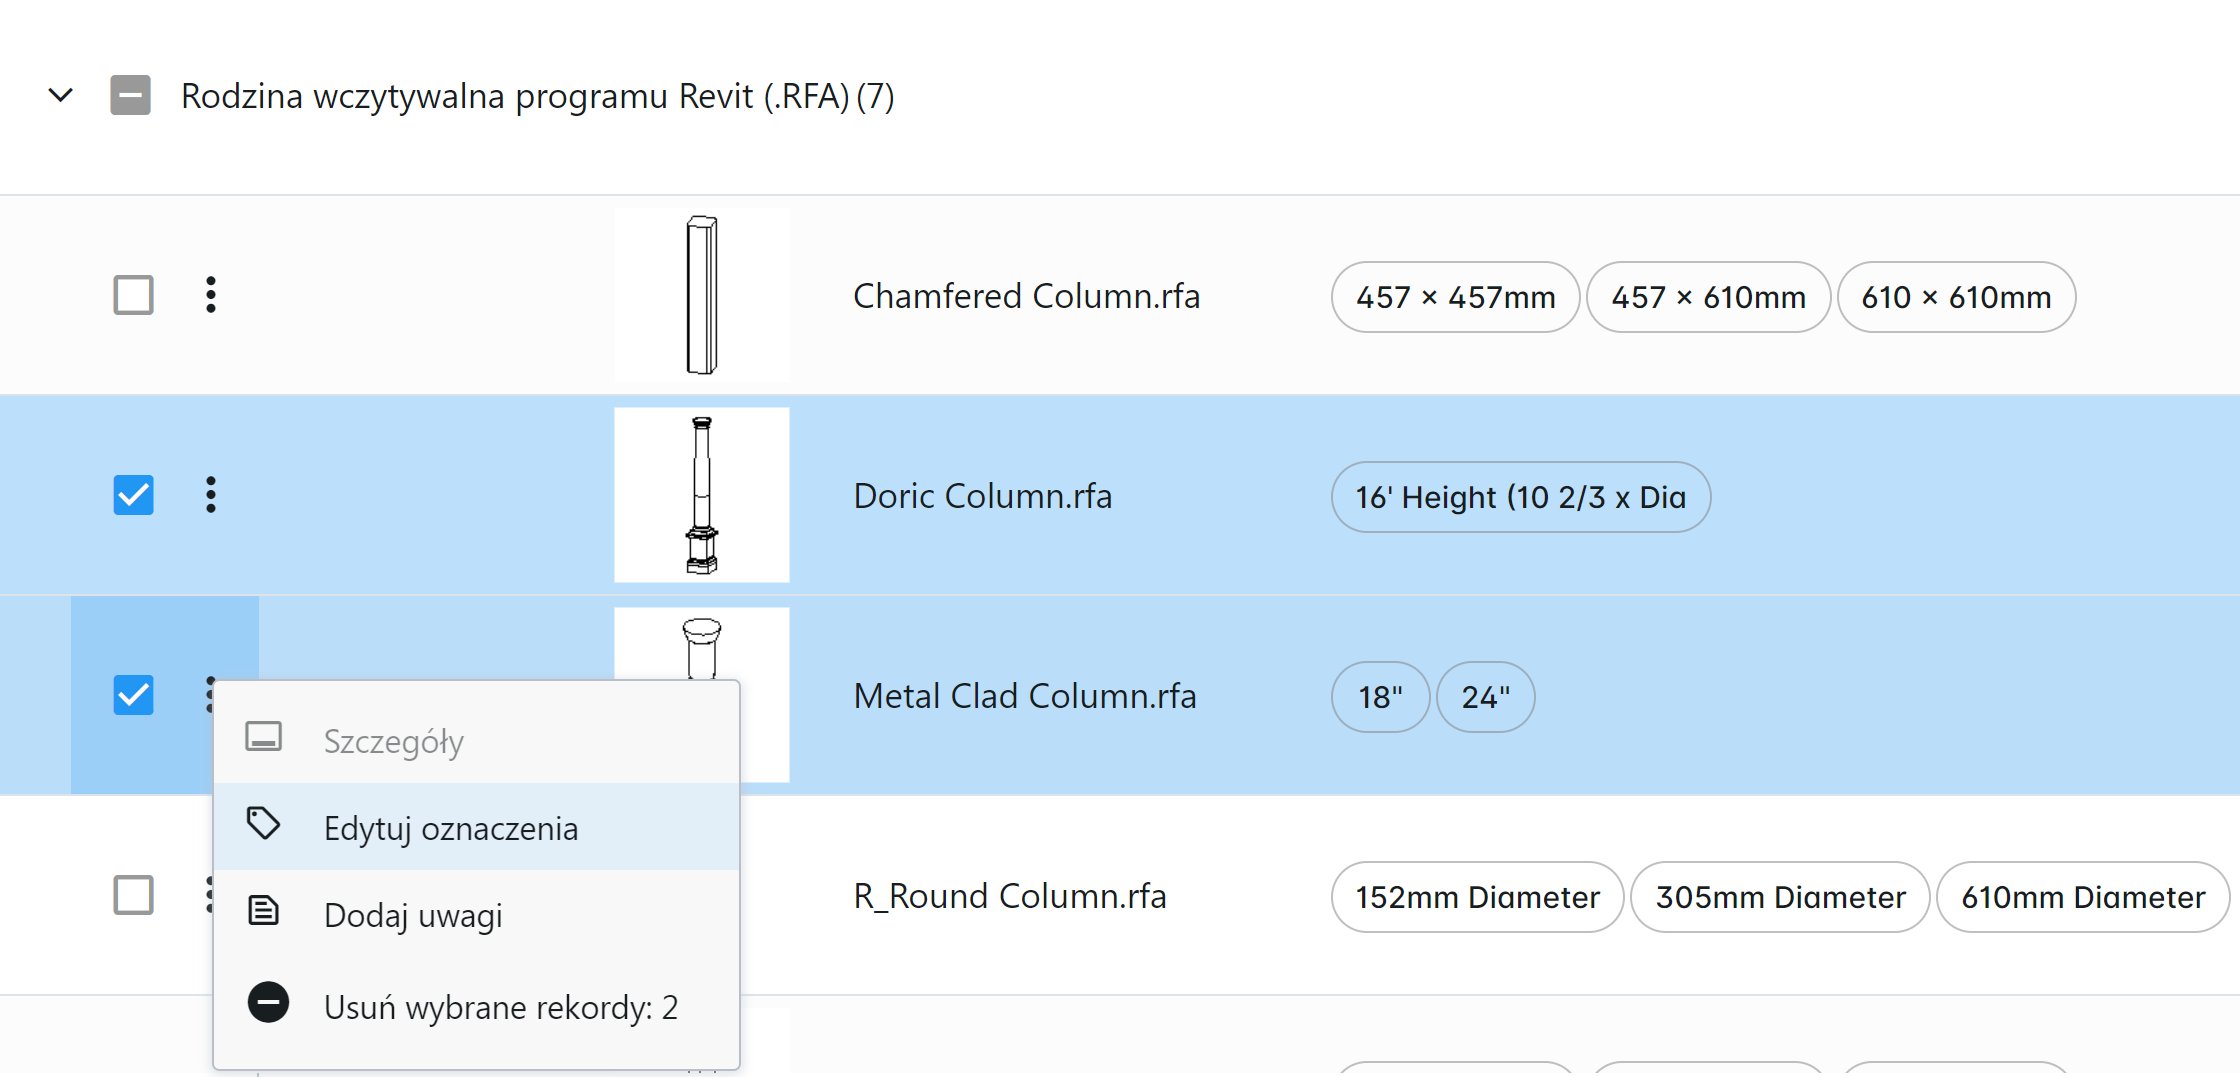 Rodzina wczytywalna programu Revit (.RFA) (7)
Chamfered Column.rfa 457 × 457mm 457 × 610mm 610 × 610mm
Doric Column.rfa 16' Height (10 2/3 x Dia
Metal Clad Column.rfa 18" 24"
Szczegóły
Edytuj oznaczenia
R_Round Column.rfa 152mm Diameter 305mm Diameter 610mm Diameter
Dodaj uwagi
Usuń wybrane rekordy: 2